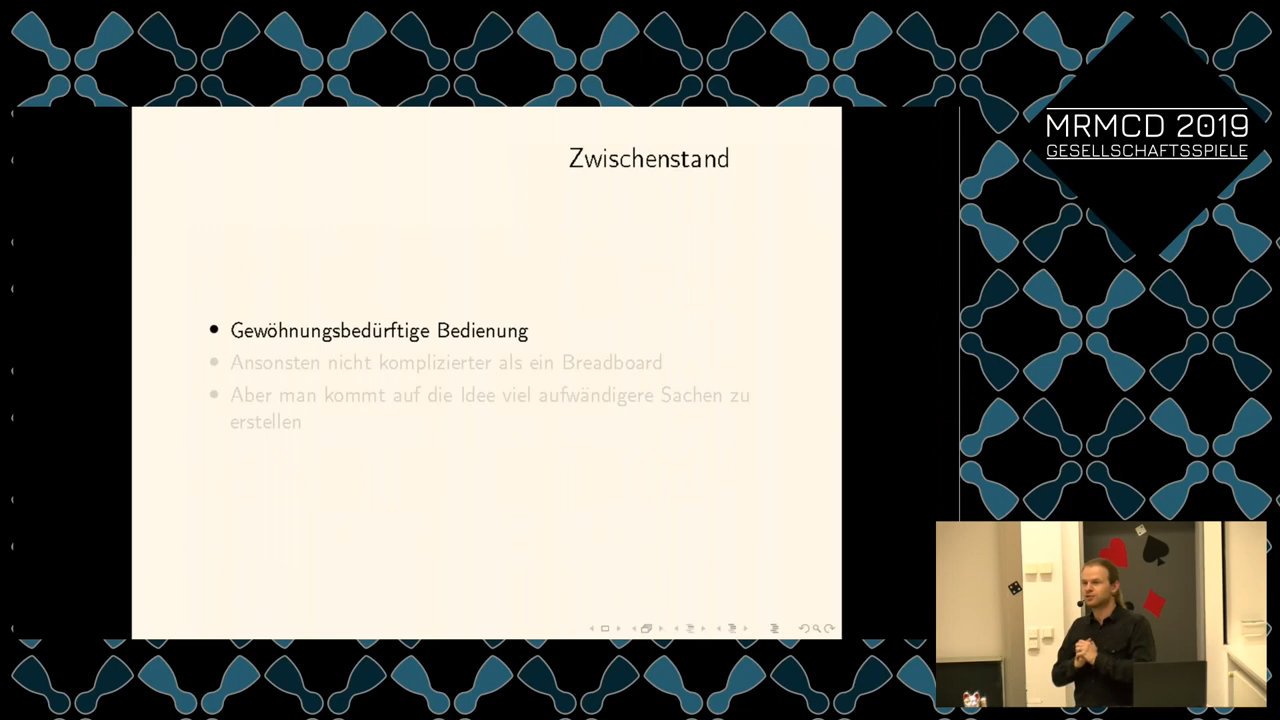 MRMCD 2019
GESELLSCHAFTSSPIELE
Zwischenstand
Gewöhnungsbedürftige Bedienung
Ansonsten nicht komplizierter als ein Breadboard
Aber man kommt auf die Idee viel aufwändigere Sachen zu
erstellen